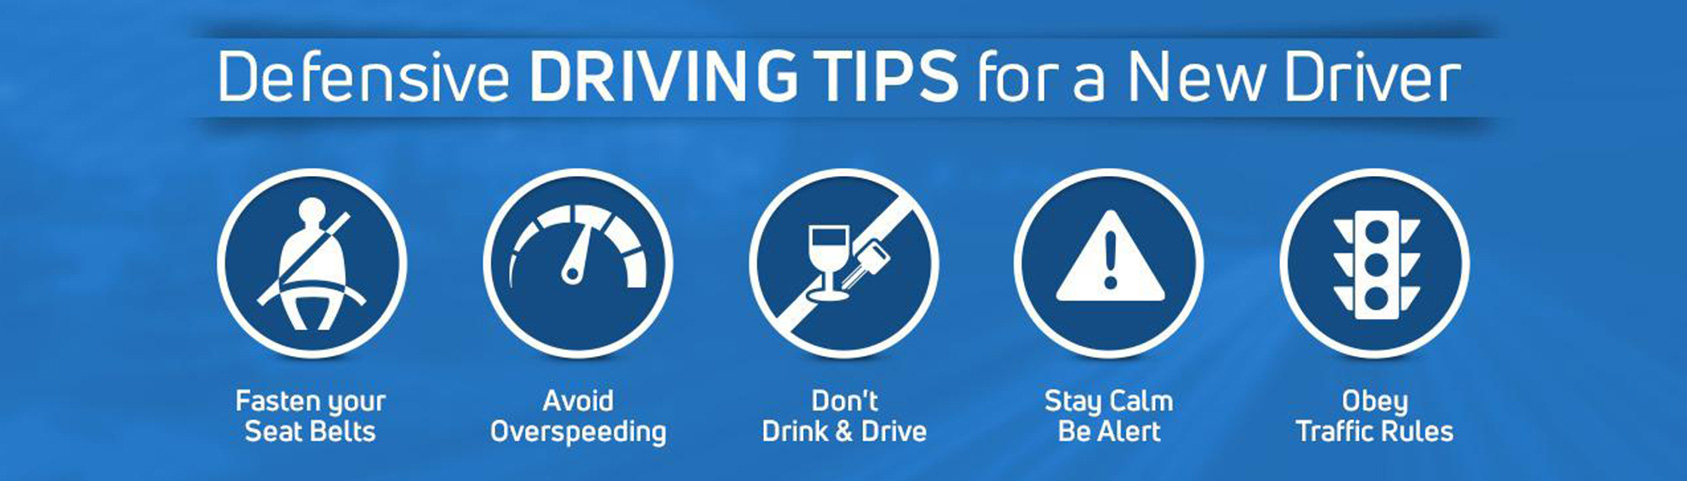 Defensive DRIVING TIPS for a New Driver
Fasten your
Seat Belts
Avoid
Overspeeding
Don't
Drink & Drive
Stay Calm
Be Alert
Obey
Traffic Rules